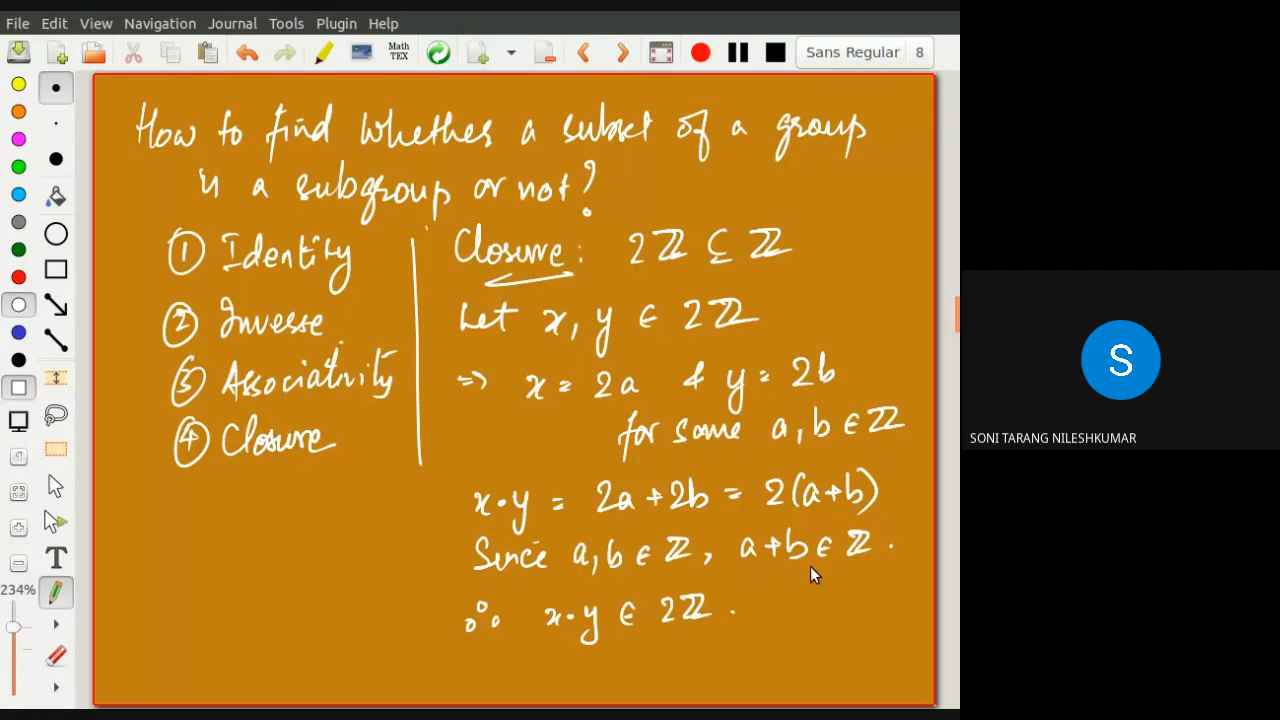 File Edit View Navigation Journal Tools Plugin Help
Math TEX
Sans Regular 8
How to find whether a subset of a group
is a subgroup or not?
① Identity
② Inverse
③ Associativity
④ Closure
Closure: 2ℤ ⊆ ℤ
Let x, y ∈ 2ℤ
⇒ x = 2a & y = 2b
for some a, b ∈ ℤ
x·y = 2a + 2b = 2(a+b)
Since a, b ∈ ℤ, a+b ∈ ℤ.
∴ x·y ∈ 2ℤ.
234%
T
S
SONI TARANG NILESHKUMAR